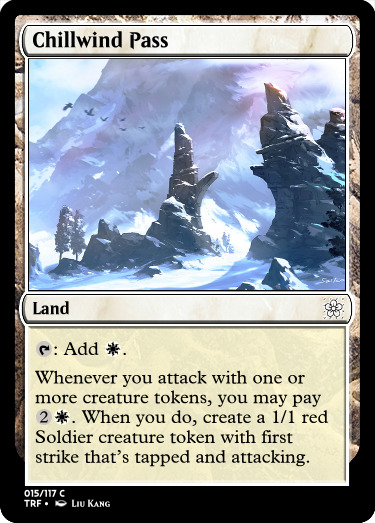 Chillwind Pass
Land
: Add .
Whenever you attack with one or
more creature tokens, you may pay
2 . When you do, create a 1/1 red
Soldier creature token with first
strike that's tapped and attacking.
015/117 C
TRF • Liu Kang